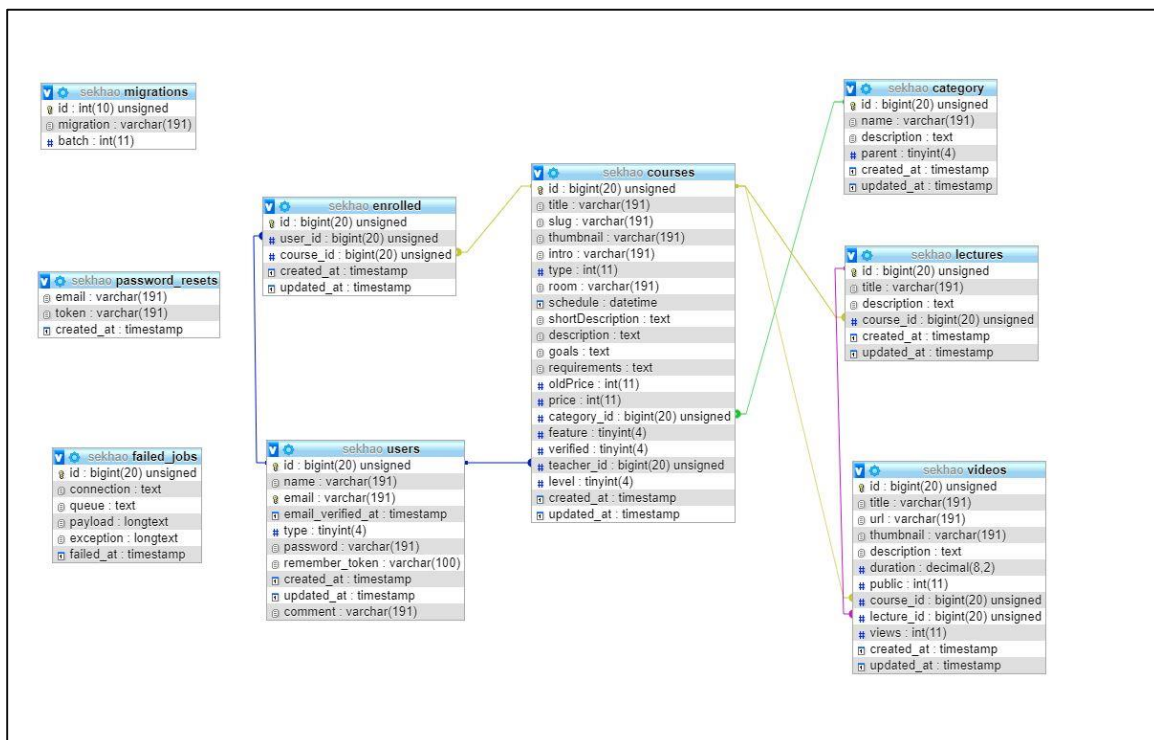 sekhao migrations
id : int(10) unsigned
migration : varchar(191)
# batch : int(11)
sekhao password_resets
email : varchar(191)
token : varchar(191)
created_at : timestamp
sekhao failed_jobs
id : bigint(20) unsigned
connection : text
queue : text
payload : longtext
exception : longtext
failed_at : timestamp
sekhao enrolled
id : bigint(20) unsigned
# user_id : bigint(20) unsigned
# course_id : bigint(20) unsigned
created_at : timestamp
updated_at : timestamp
sekhao users
id : bigint(20) unsigned
name : varchar(191)
email : varchar(191)
email_verified_at : timestamp
# type : tinyint(4)
password : varchar(191)
remember_token : varchar(100)
created_at : timestamp
updated_at : timestamp
comment : varchar(191)
sekhao courses
id : bigint(20) unsigned
title : varchar(191)
slug : varchar(191)
thumbnail : varchar(191)
intro : varchar(191)
# type : int(11)
room : varchar(191)
schedule : datetime
shortDescription : text
description : text
goals : text
requirements : text
# oldPrice : int(11)
# price : int(11)
# category_id : bigint(20) unsigned
# feature : tinyint(4)
# verified : tinyint(4)
# teacher_id : bigint(20) unsigned
# level : tinyint(4)
created_at : timestamp
updated_at : timestamp
sekhao category
id : bigint(20) unsigned
name : varchar(191)
description : text
# parent : tinyint(4)
created_at : timestamp
updated_at : timestamp
sekhao lectures
id : bigint(20) unsigned
title : varchar(191)
description : text
# course_id : bigint(20) unsigned
created_at : timestamp
updated_at : timestamp
sekhao videos
id : bigint(20) unsigned
title : varchar(191)
url : varchar(191)
thumbnail : varchar(191)
description : text
# duration : decimal(8,2)
# public : int(11)
# course_id : bigint(20) unsigned
# lecture_id : bigint(20) unsigned
# views : int(11)
created_at : timestamp
updated_at : timestamp